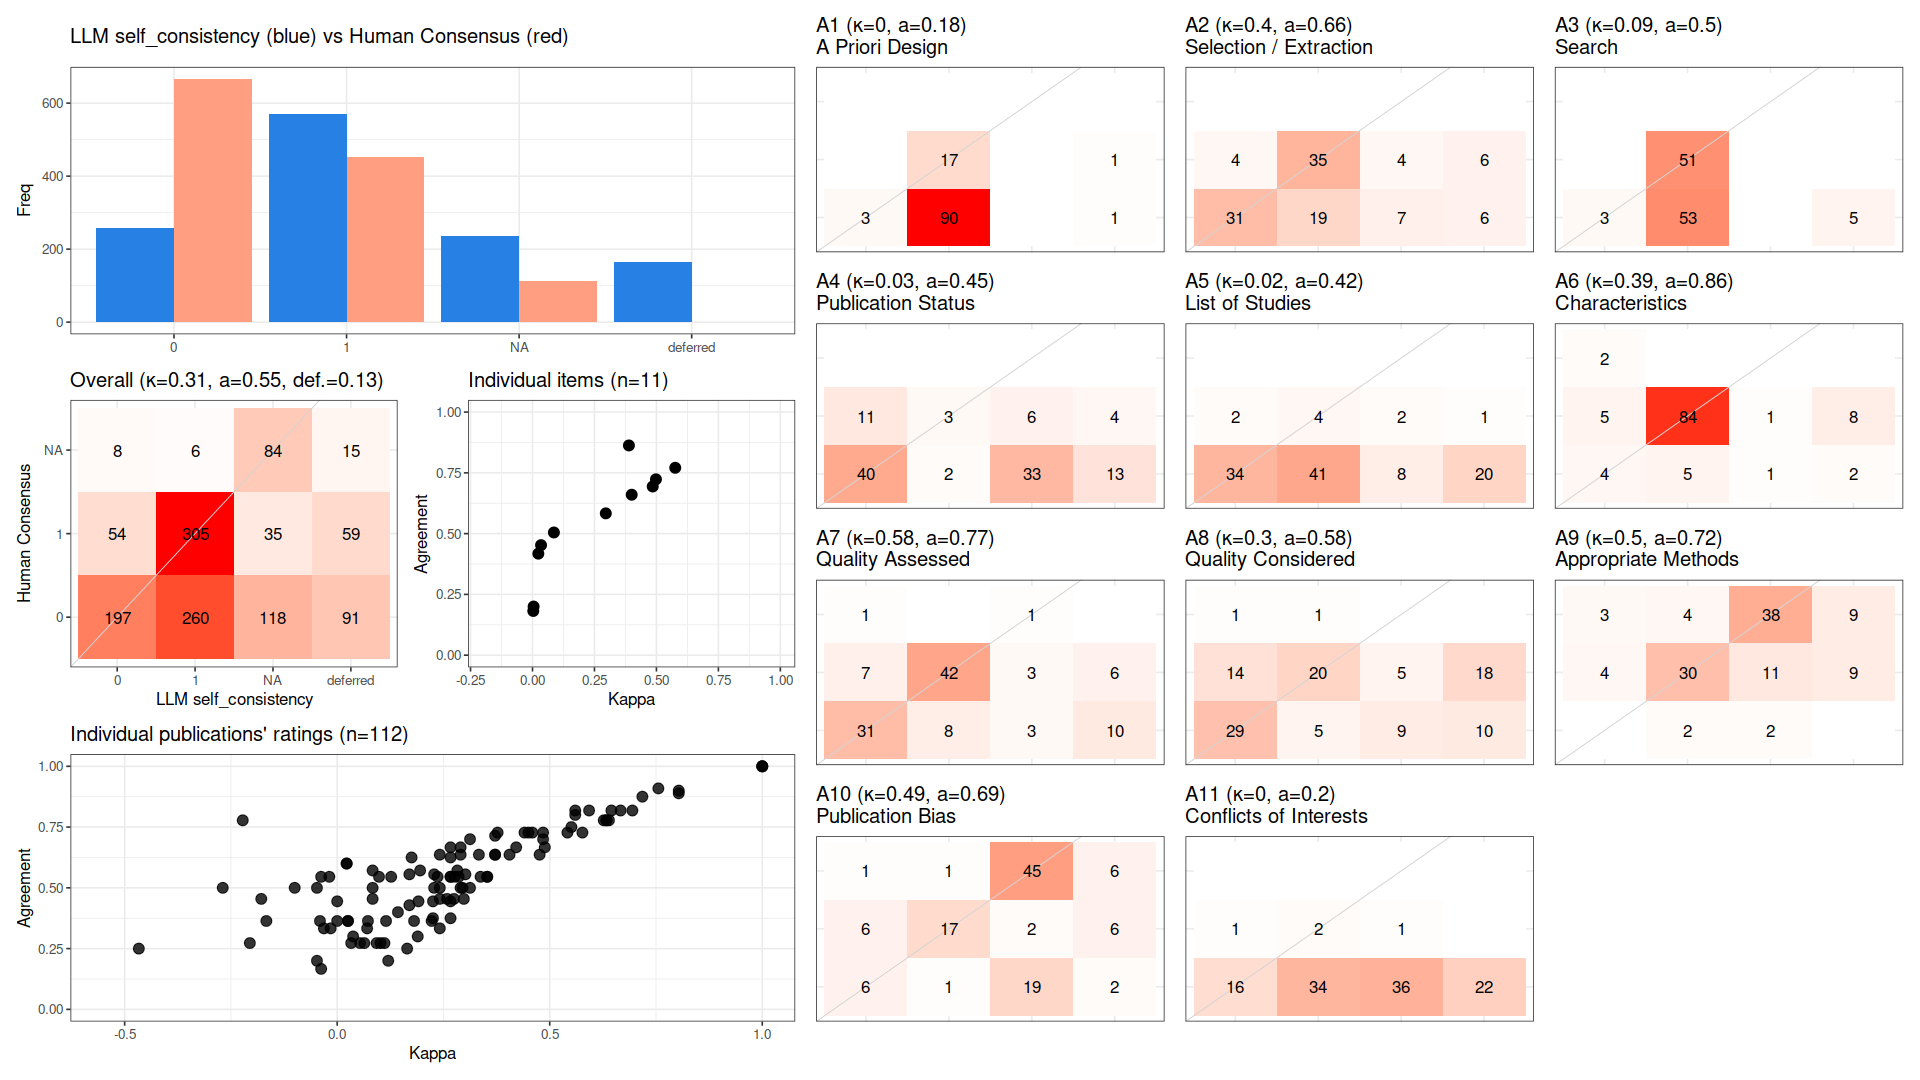 LLM self_consistency (blue) vs Human Consensus (red)
Freq
600
400
200
0
0 1 NA deferred
Overall (κ=0.31, a=0.55, def.=0.13)
Human Consensus
NA 8 6 84 15
1 54 305 35 59
0 197 260 118 91
0 1 NA deferred
LLM self_consistency
Individual items (n=11)
Agreement
1.00
0.75
0.50
0.25
0.00
-0.25 0.00 0.25 0.50 0.75 1.00
Kappa
Individual publications' ratings (n=112)
Agreement
1.00
0.75
0.50
0.25
0.00
-0.5 0.0 0.5 1.0
Kappa
A1 (κ=0, a=0.18)
A Priori Design
17 1
3 90 1
A2 (κ=0.4, a=0.66)
Selection / Extraction
4 35 4 6
31 19 7 6
A3 (κ=0.09, a=0.5)
Search
51
3 53 5
A4 (κ=0.03, a=0.45)
Publication Status
11 3 6 4
40 2 33 13
A5 (κ=0.02, a=0.42)
List of Studies
2 4 2 1
34 41 8 20
A6 (κ=0.39, a=0.86)
Characteristics
2
5 84 1 8
4 5 1 2
A7 (κ=0.58, a=0.77)
Quality Assessed
1 1
7 42 3 6
31 8 3 10
A8 (κ=0.3, a=0.58)
Quality Considered
1 1
14 20 5 18
29 5 9 10
A9 (κ=0.5, a=0.72)
Appropriate Methods
3 4 38 9
4 30 11 9
2 2
A10 (κ=0.49, a=0.69)
Publication Bias
1 1 45 6
6 17 2 6
6 1 19 2
A11 (κ=0, a=0.2)
Conflicts of Interests
1 2 1
16 34 36 22